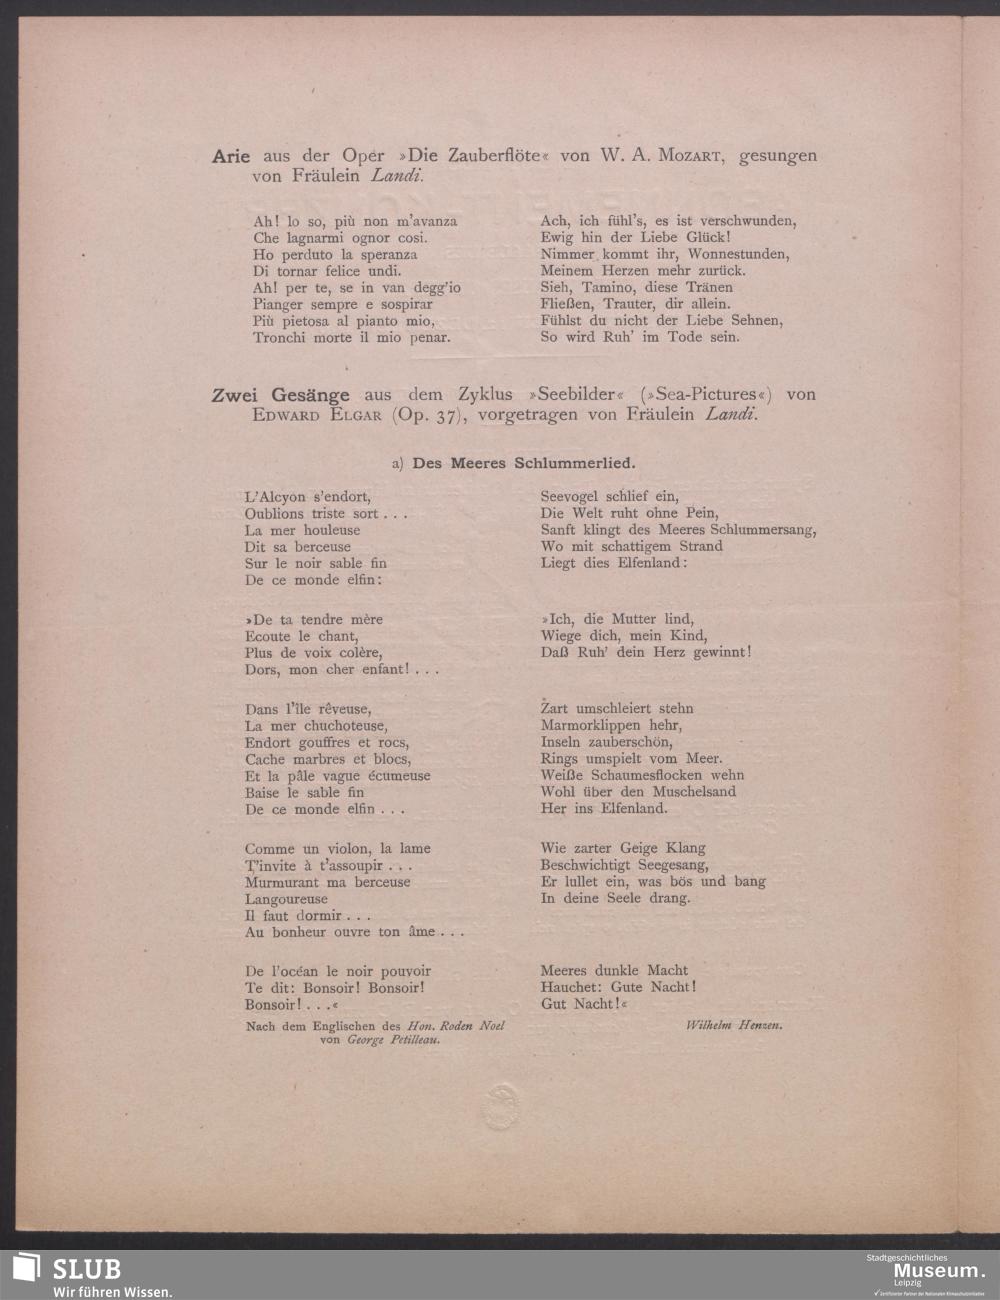 Arie aus der Oper »Die Zauberflöte« von W. A. Mozart, gesungen
von Fräulein Landi.
Ah! lo so, più non m'avanza
Che lagnarmi ognor cosi.
Ho perduto la speranza
Di tornar felice undi.
Ah! per te, se in van degg'io
Pianger sempre e sospirar
Più pietosa al pianto mio,
Tronchi morte il mio penar.
Ach, ich fühl's, es ist verschwunden,
Ewig hin der Liebe Glück!
Nimmer kommt ihr, Wonnestunden,
Meinem Herzen mehr zurück.
Sieh, Tamino, diese Tränen
Fließen, Trauter, dir allein.
Fühlst du nicht der Liebe Sehnen,
So wird Ruh' im Tode sein.
Zwei Gesänge aus dem Zyklus »Seebilder« (»Sea-Pictures«) von
Edward Elgar (Op. 37), vorgetragen von Fräulein Landi.
a) Des Meeres Schlummerlied.
L'Alcyon s'endort,
Oublions triste sort . . .
La mer houleuse
Dit sa berceuse
Sur le noir sable fin
De ce monde elfin:
»De ta tendre mère
Ecoute le chant,
Plus de voix colère,
Dors, mon cher enfant! . . .
Dans l'île rêveuse,
La mer chuchoteuse,
Endort gouffres et rocs,
Cache marbres et blocs,
Et la pâle vague écumeuse
Baise le sable fin
De ce monde elfin . . .
Comme un violon, la lame
T'invite à t'assoupir . . .
Murmurant ma berceuse
Langoureuse
Il faut dormir . . .
Au bonheur ouvre ton âme . . .
De l'océan le noir pouvoir
Te dit: Bonsoir! Bonsoir!
Bonsoir! . . .«
Nach dem Englischen des Hon. Roden Noel
von George Petilleau.
Seevogel schlief ein,
Die Welt ruht ohne Pein,
Sanft klingt des Meeres Schlummersang,
Wo mit schattigem Strand
Liegt dies Elfenland:
»Ich, die Mutter lind,
Wiege dich, mein Kind,
Daß Ruh' dein Herz gewinnt!
Zart umschleiert stehn
Marmorklippen hehr,
Inseln zauberschön,
Rings umspielt vom Meer.
Weiße Schaumesflocken wehn
Wohl über den Muschelsand
Her ins Elfenland.
Wie zarter Geige Klang
Beschwichtigt Seegesang,
Er lullet ein, was bös und bang
In deine Seele drang.
Meeres dunkle Macht
Hauchet: Gute Nacht!
Gut Nacht!«
Wilhelm Henzen.
SLUB
Wir führen Wissen.
Stadtgeschichtliches
Museum.
Leipzig
Zertifizierter Partner der Nationalen Klimaschutzinitiative